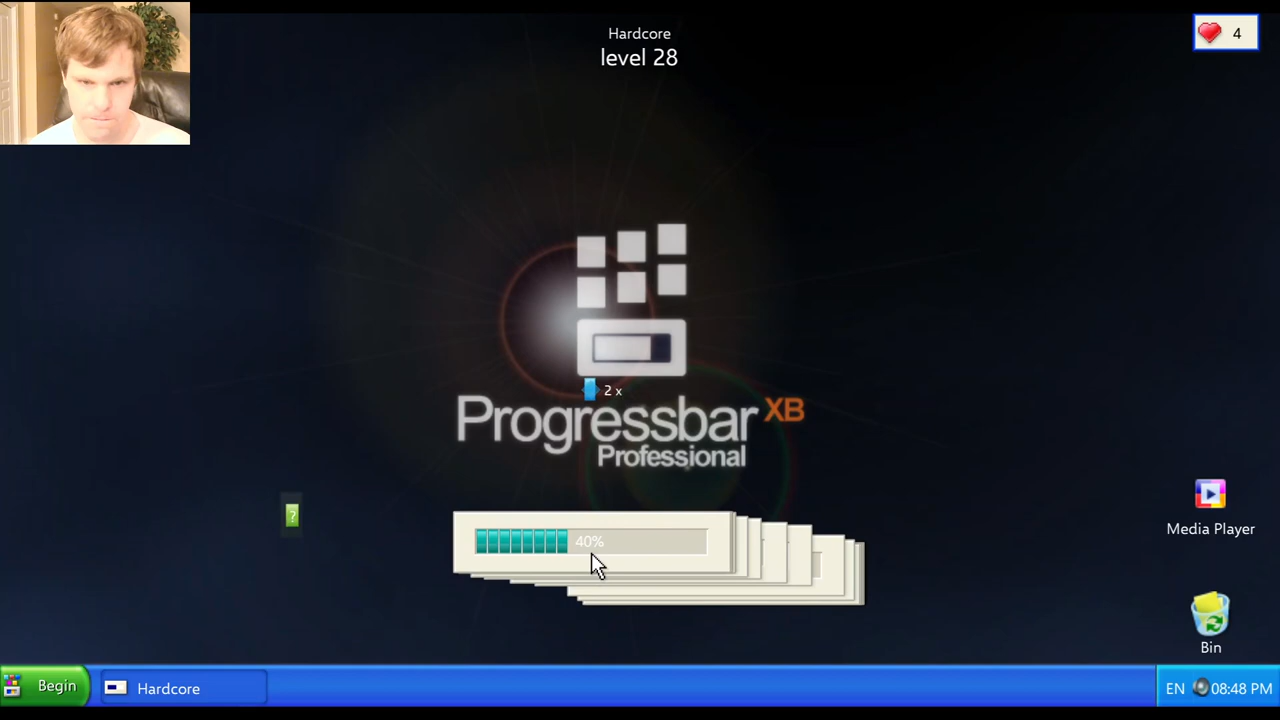 Hardcore
level 28
4
2 x
Progressbar XB
Professional
?
40%
Media Player
Bin
Begin
Hardcore
EN 08:48 PM